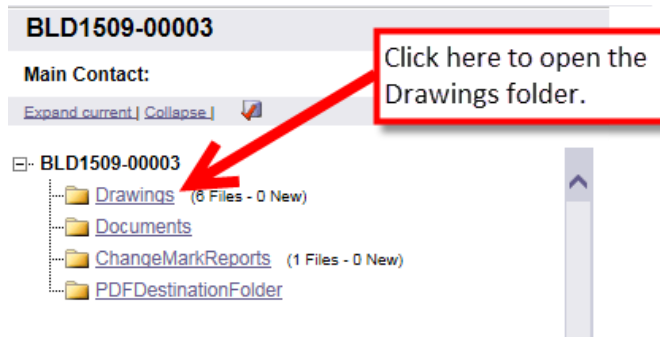 BLD1509-00003
Main Contact:
Click here to open the
Drawings folder.
Expand current | Collapse |
BLD1509-00003
Drawings (6 Files - 0 New)
Documents
ChangeMarkReports (1 Files - 0 New)
PDFDestinationFolder